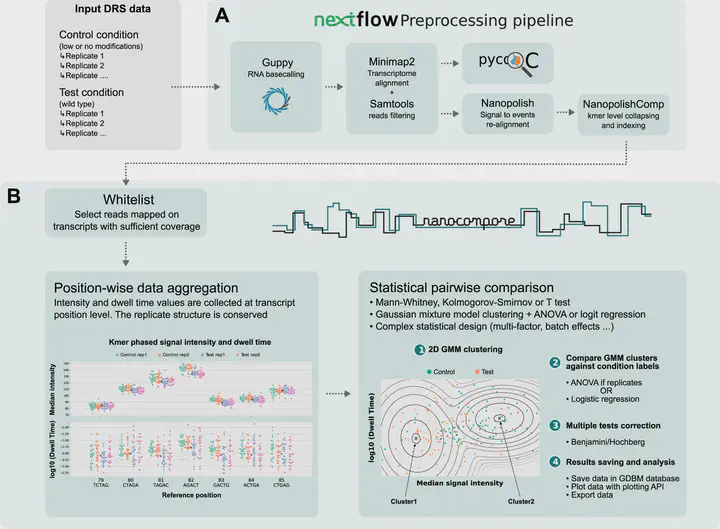 Input DRS data
Control condition
(low or no modifications)
↳Replicate 1
↳Replicate 2
↳Replicate ....
Test condition
(wild type)
↳Replicate 1
↳Replicate 2
↳Replicate ...
A
nextflow Preprocessing pipeline
Guppy
RNA basecalling
Minimap2
Transcriptome
alignment
+
Samtools
reads filtering
pycoQC
Nanopolish
Signal to events
re-alignment
NanopolishComp
kmer level collapsing
and indexing
B
Whitelist
Select reads mapped on
transcripts with sufficient coverage
nanocompore
Position-wise data aggregation
Intensity and dwell time values are collected at transcript
position level. The replicate structure is conserved
Kmer phased signal intensity and dwell time
Control rep1 Control rep2 Test rep1 Test rep2
Median intensity
log10 (Dwell Time)
79 80 81 82 83 84 85
TCTAG CTAGA TAGAC AGACT GACTG ACTGA CTGAG
Reference position
Statistical pairwise comparison
• Mann-Whitney, Kolmogorov-Smirnov or T test
• Gaussian mixture model clustering + ANOVA or logit regression
• Complex statistical design (multi-factor, batch effects ...)
1 2D GMM clustering
Control Test
log10 (Dwell Time)
Median signal intensity
Cluster1
Cluster2
2 Compare GMM clusters
against condition labels
• ANOVA if replicates
OR
• Logistic regression
3 Multiple tests correction
• Benjamini/Hochberg
4 Results saving and analysis
• Save data in GDBM database
• Plot data with plotting API
• Export data